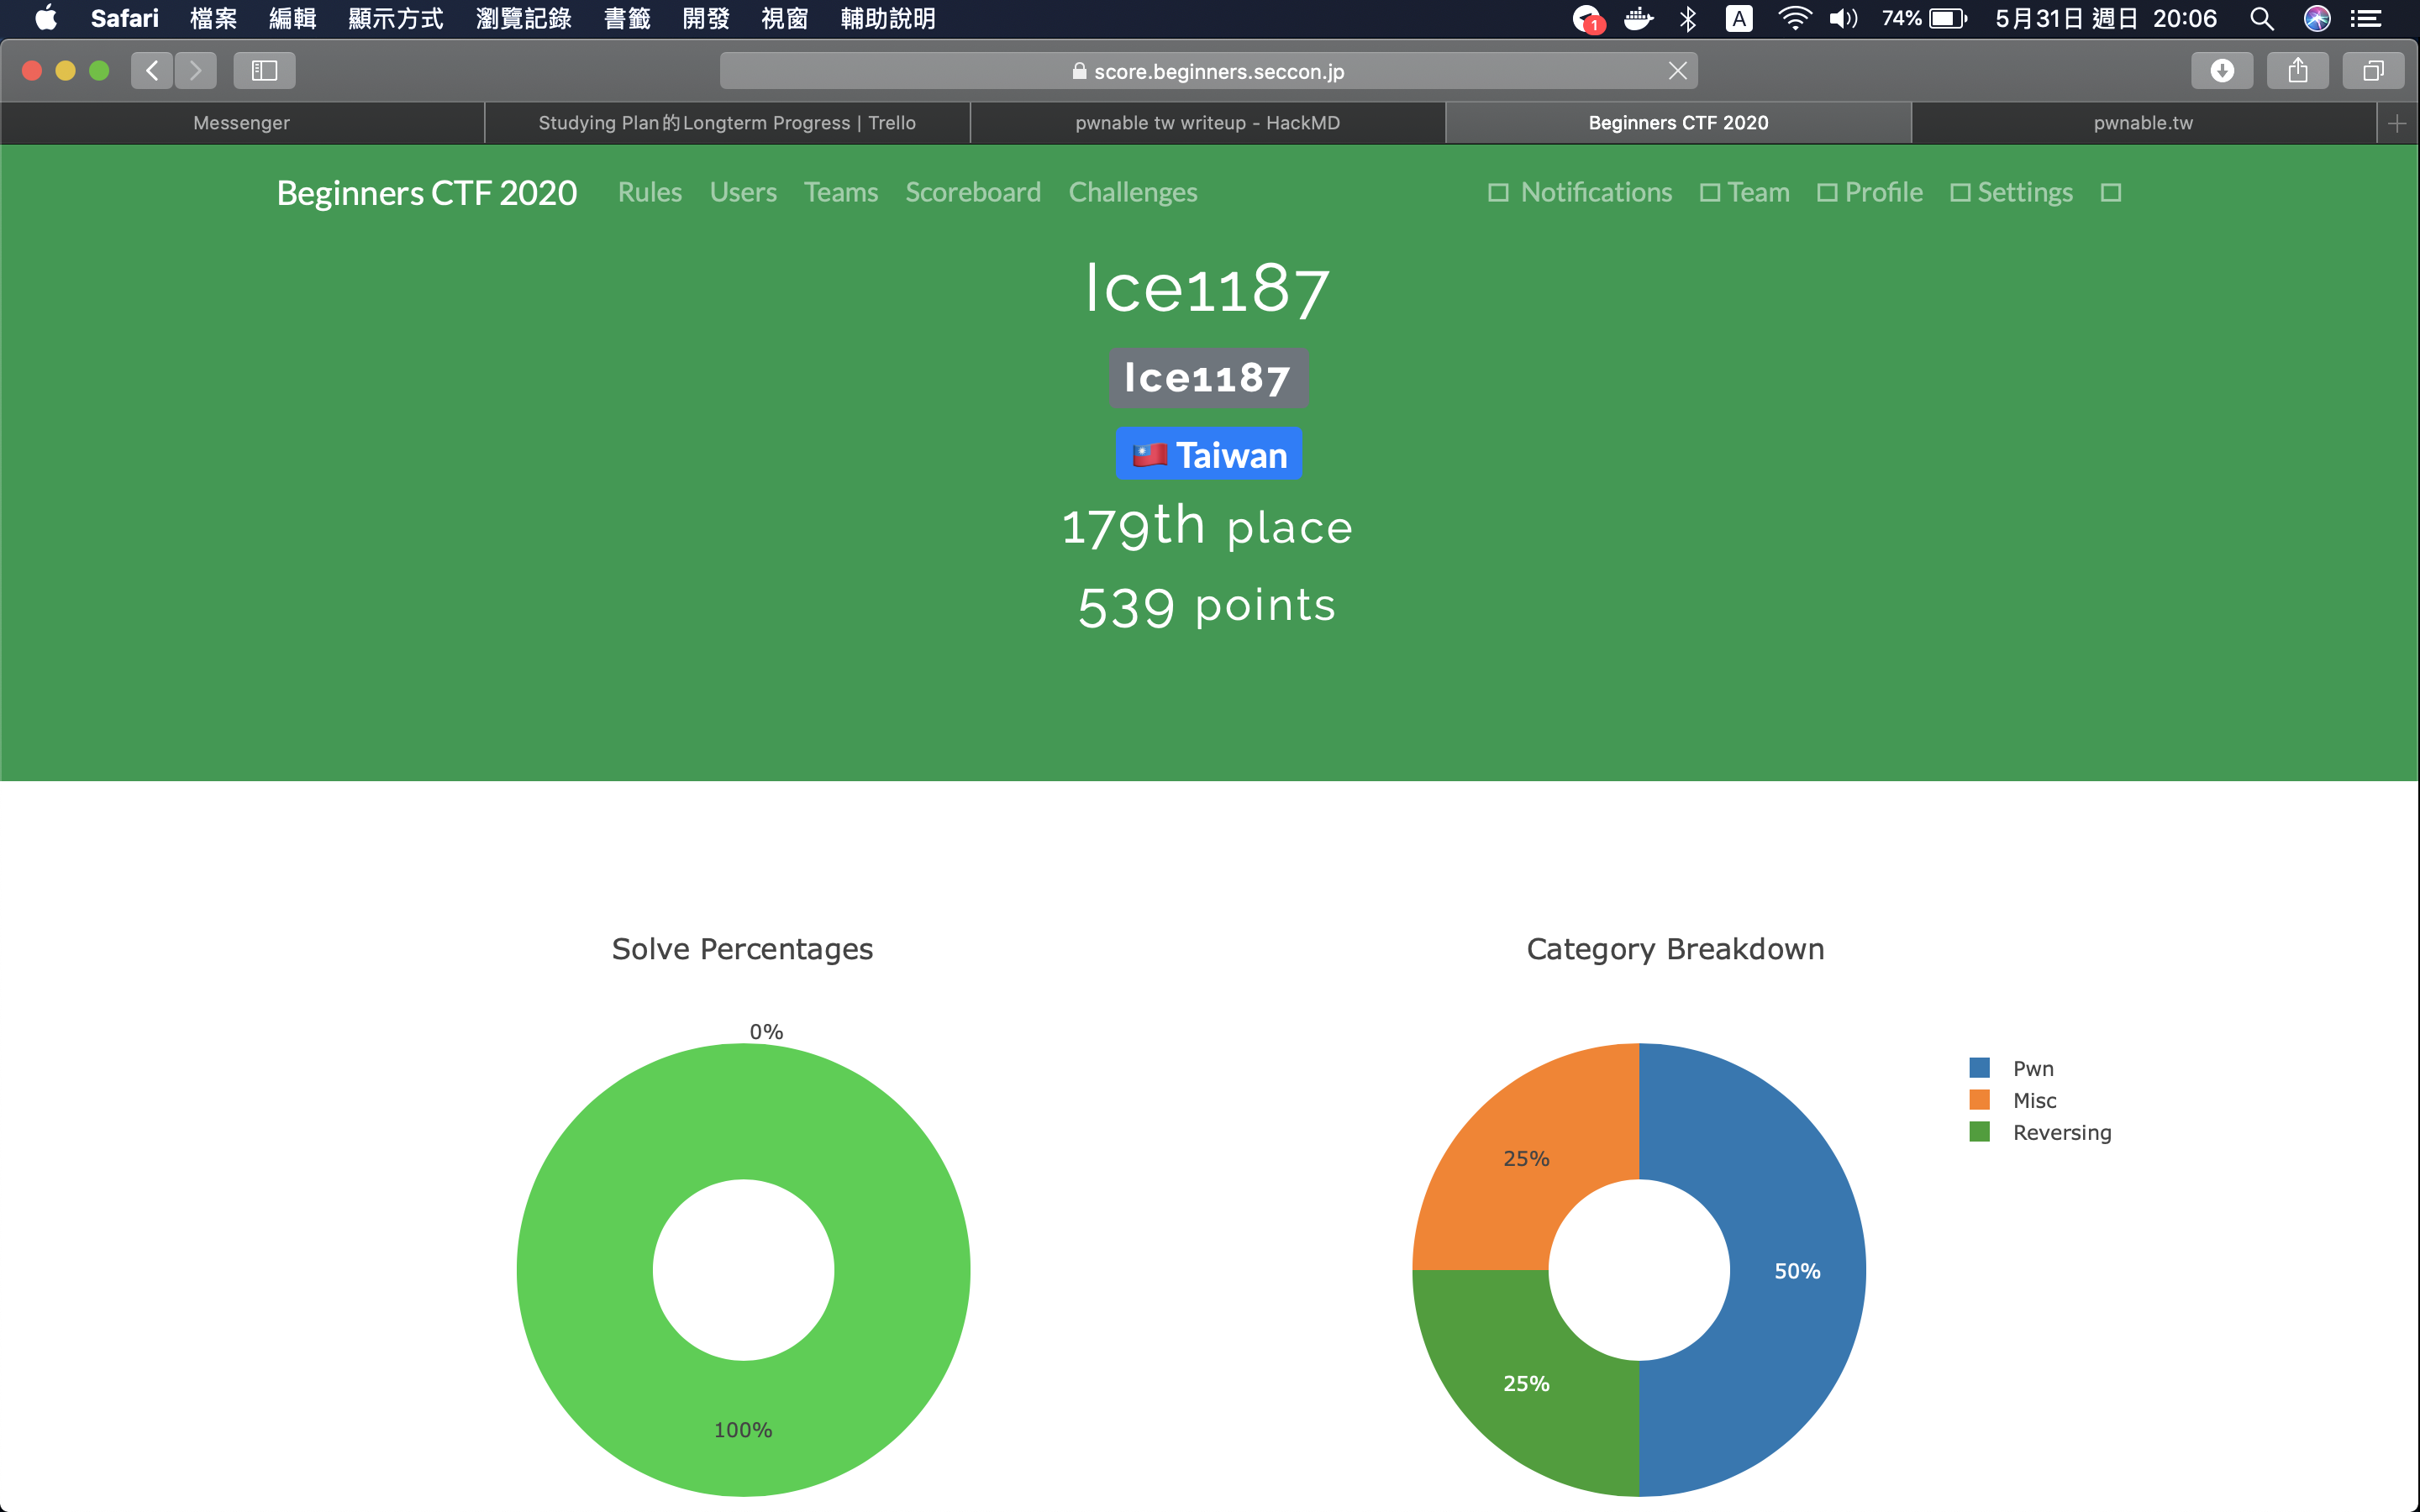 Safari 檔案 編輯 顯示方式 瀏覽記錄 書籤 開發 視窗 輔助說明 1 A 74% 5月31日 週日 20:06
score.beginners.seccon.jp
Messenger Studying Plan的Longterm Progress | Trello pwnable tw writeup - HackMD Beginners CTF 2020 pwnable.tw
Beginners CTF 2020 Rules Users Teams Scoreboard Challenges Notifications Team Profile Settings
Ice1187
Ice1187
Taiwan
179th place
539 points
Solve Percentages Category Breakdown
0%
100%
Pwn
Misc
Reversing
25%
50%
25%